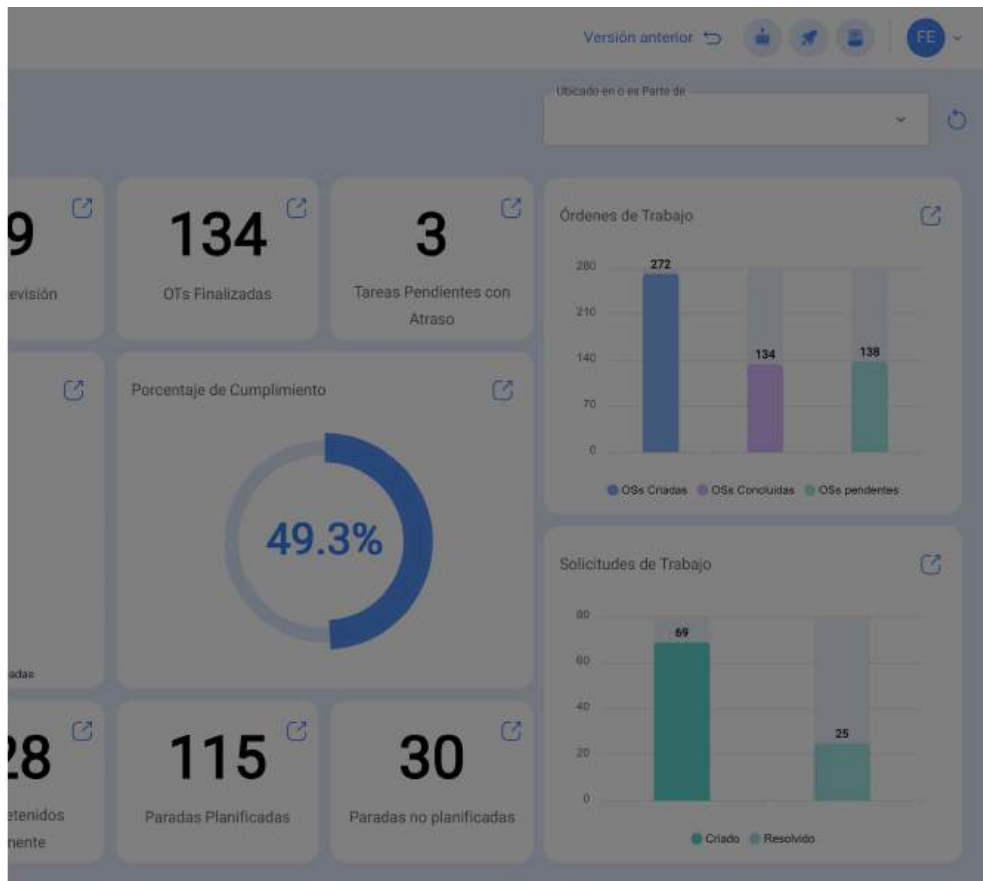 Versión anterior
FE
Ubicado en o es Parte de
9
evisión
134
OTs Finalizadas
3
Tareas Pendientes con
Atraso
Órdenes de Trabajo
280
210
140
70
0
272
134
138
OSs Criadas
OSs Concluidas
OSs pendentes
adas
Porcentaje de Cumplimiento
49.3%
Solicitudes de Trabajo
80
60
40
20
0
69
25
Criado
Resolvido
28
etenidos
mente
115
Paradas Planificadas
30
Paradas no planificadas